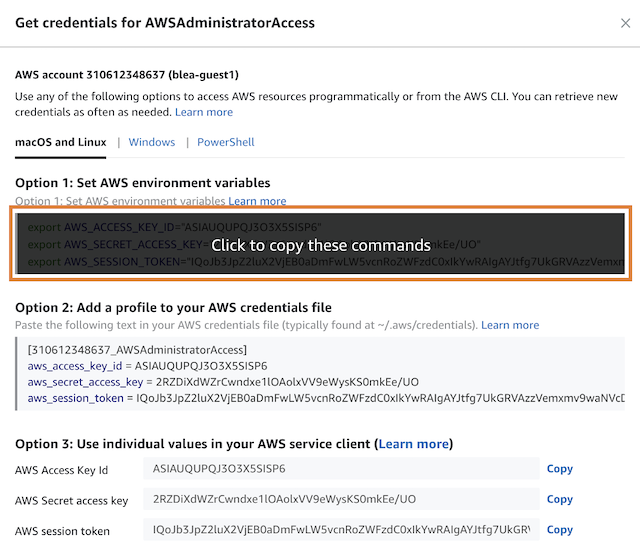 Get credentials for AWSAdministratorAccess
AWS account 310612348637 (blea-guest1)
Use any of the following options to access AWS resources programmatically or from the AWS CLI. You can retrieve new
credentials as often as needed. Learn more
macOS and Linux | Windows | PowerShell
Option 1: Set AWS environment variables
Option 1: Set AWS environment variables Learn more
export AWS_ACCESS_KEY_ID="ASIAUQUPQJ3O3X5SISP6"
export AWS_SECRET_ACCESS_KEY=
Click to copy these commands
mkEe/UO"
export AWS_SESSION_TOKEN="IQoJb3JpZ2luX2VjEB0aDmFwLW5vcnRoZWFzdC0xIkYwRAIgAYJtfg7UkGRVAzzVemxm
Option 2: Add a profile to your AWS credentials file
Paste the following text in your AWS credentials file (typically found at ~/.aws/credentials). Learn more
[310612348637_AWSAdministratorAccess]
aws_access_key_id = ASIAUQUPQJ3O3X5SISP6
aws_secret_access_key = 2RZDiXdWZrCwndxe1lOAolxVV9eWysKS0mkEe/UO
aws_session_token = IQoJb3JpZ2luX2VjEB0aDmFwLW5vcnRoZWFzdC0xIkYwRAIgAYJtfg7UkGRVAzzVemxmv9waNVcD
Option 3: Use individual values in your AWS service client (Learn more)
AWS Access Key Id ASIAUQUPQJ3O3X5SISP6 Copy
AWS Secret access key 2RZDiXdWZrCwndxe1lOAolxVV9eWysKS0mkEe/UO Copy
AWS session token IQoJb3JpZ2luX2VjEB0aDmFwLW5vcnRoZWFzdC0xIkYwRAIgAYJtfg7UkGR Copy